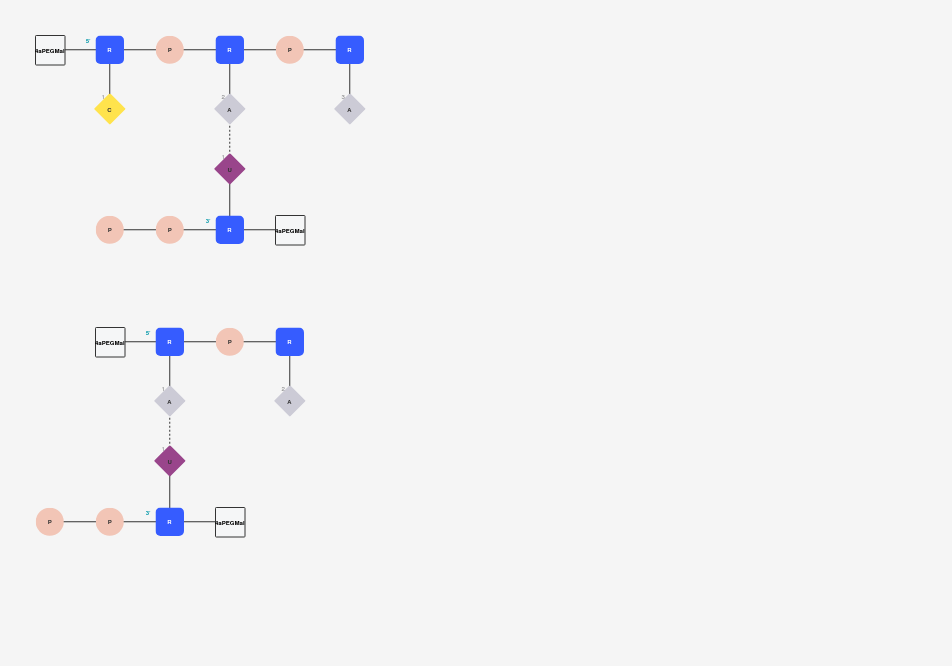 5'
4aPEGMal R P R P R
1 2 3
C A A
1
U
3'
P P R 4aPEGMal
5'
4aPEGMal R P R
1 2
A A
1
U
3'
P P R 4aPEGMal